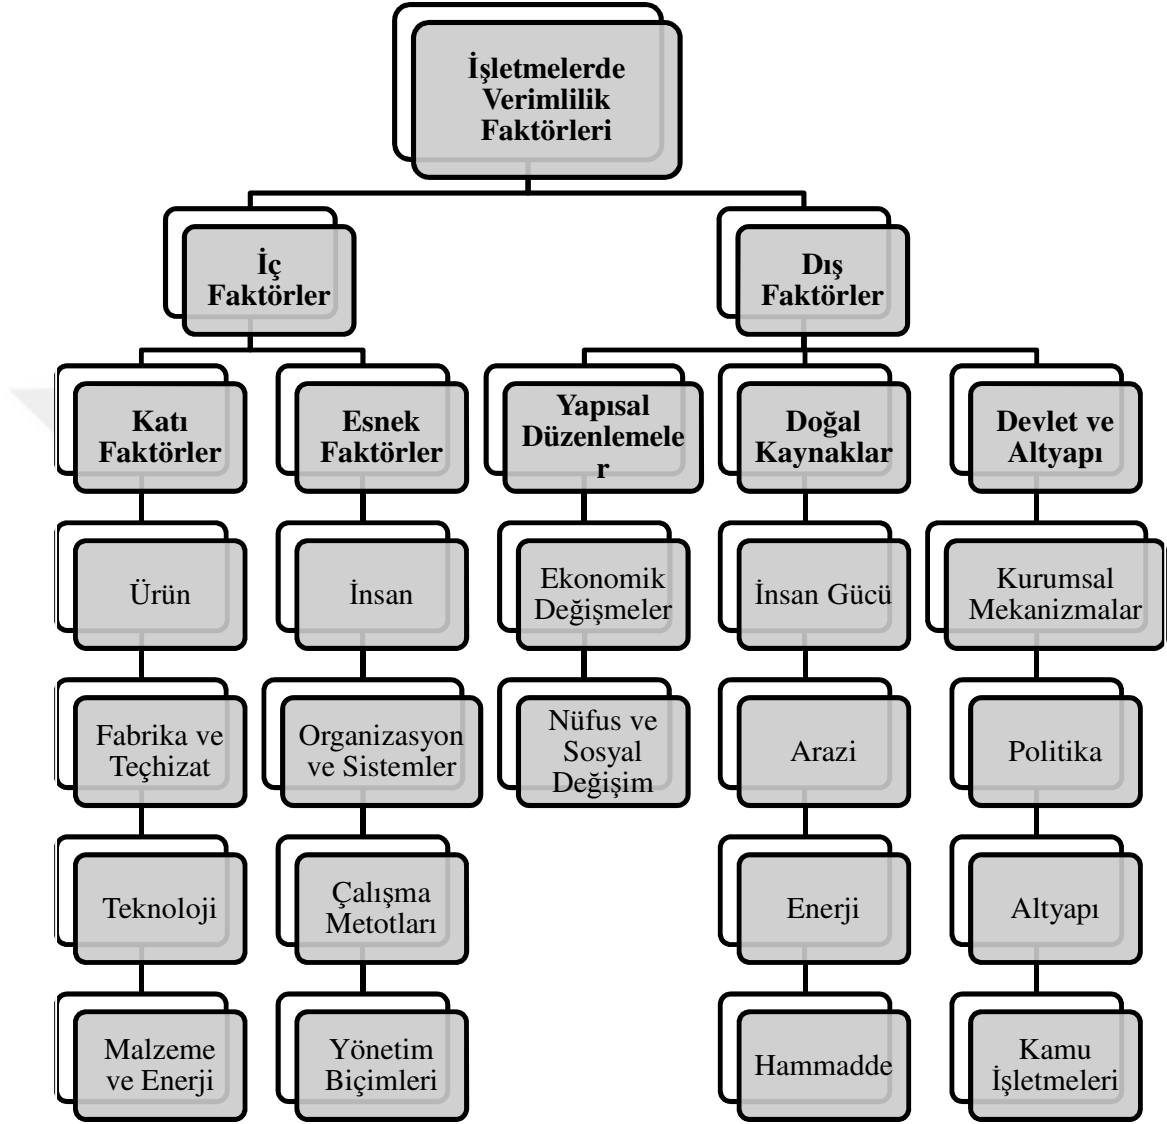 İşletmelerde
Verimlilik
Faktörleri
İç
Faktörler
Dış
Faktörler
Katı
Faktörler
Esnek
Faktörler
Yapısal
Düzenlemele
r
Doğal
Kaynaklar
Devlet ve
Altyapı
Ürün
İnsan
Ekonomik
Değişmeler
İnsan Gücü
Kurumsal
Mekanizmalar
Fabrika ve
Teçhizat
Organizasyon
ve Sistemler
Nüfus ve
Sosyal
Değişim
Arazi
Politika
Teknoloji
Çalışma
Metotları
Enerji
Altyapı
Malzeme
ve Enerji
Yönetim
Biçimleri
Hammadde
Kamu
İşletmeleri